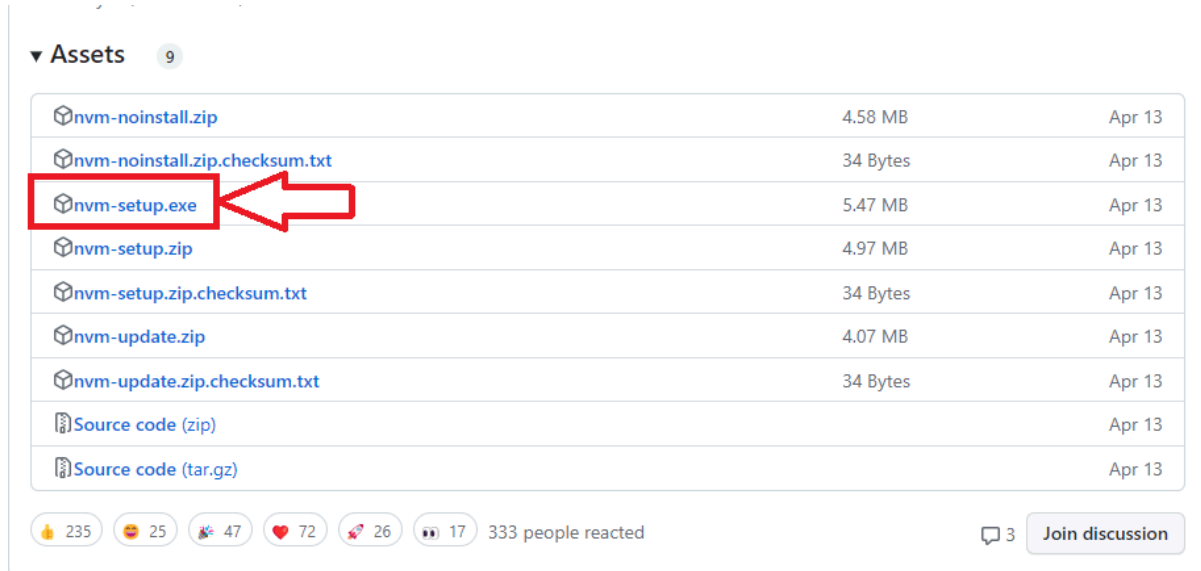 Assets 9
nvm-noinstall.zip 4.58 MB Apr 13
nvm-noinstall.zip.checksum.txt 34 Bytes Apr 13
nvm-setup.exe 5.47 MB Apr 13
nvm-setup.zip 4.97 MB Apr 13
nvm-setup.zip.checksum.txt 34 Bytes Apr 13
nvm-update.zip 4.07 MB Apr 13
nvm-update.zip.checksum.txt 34 Bytes Apr 13
Source code (zip) Apr 13
Source code (tar.gz) Apr 13
235 25 47 72 26 17 333 people reacted 3 Join discussion